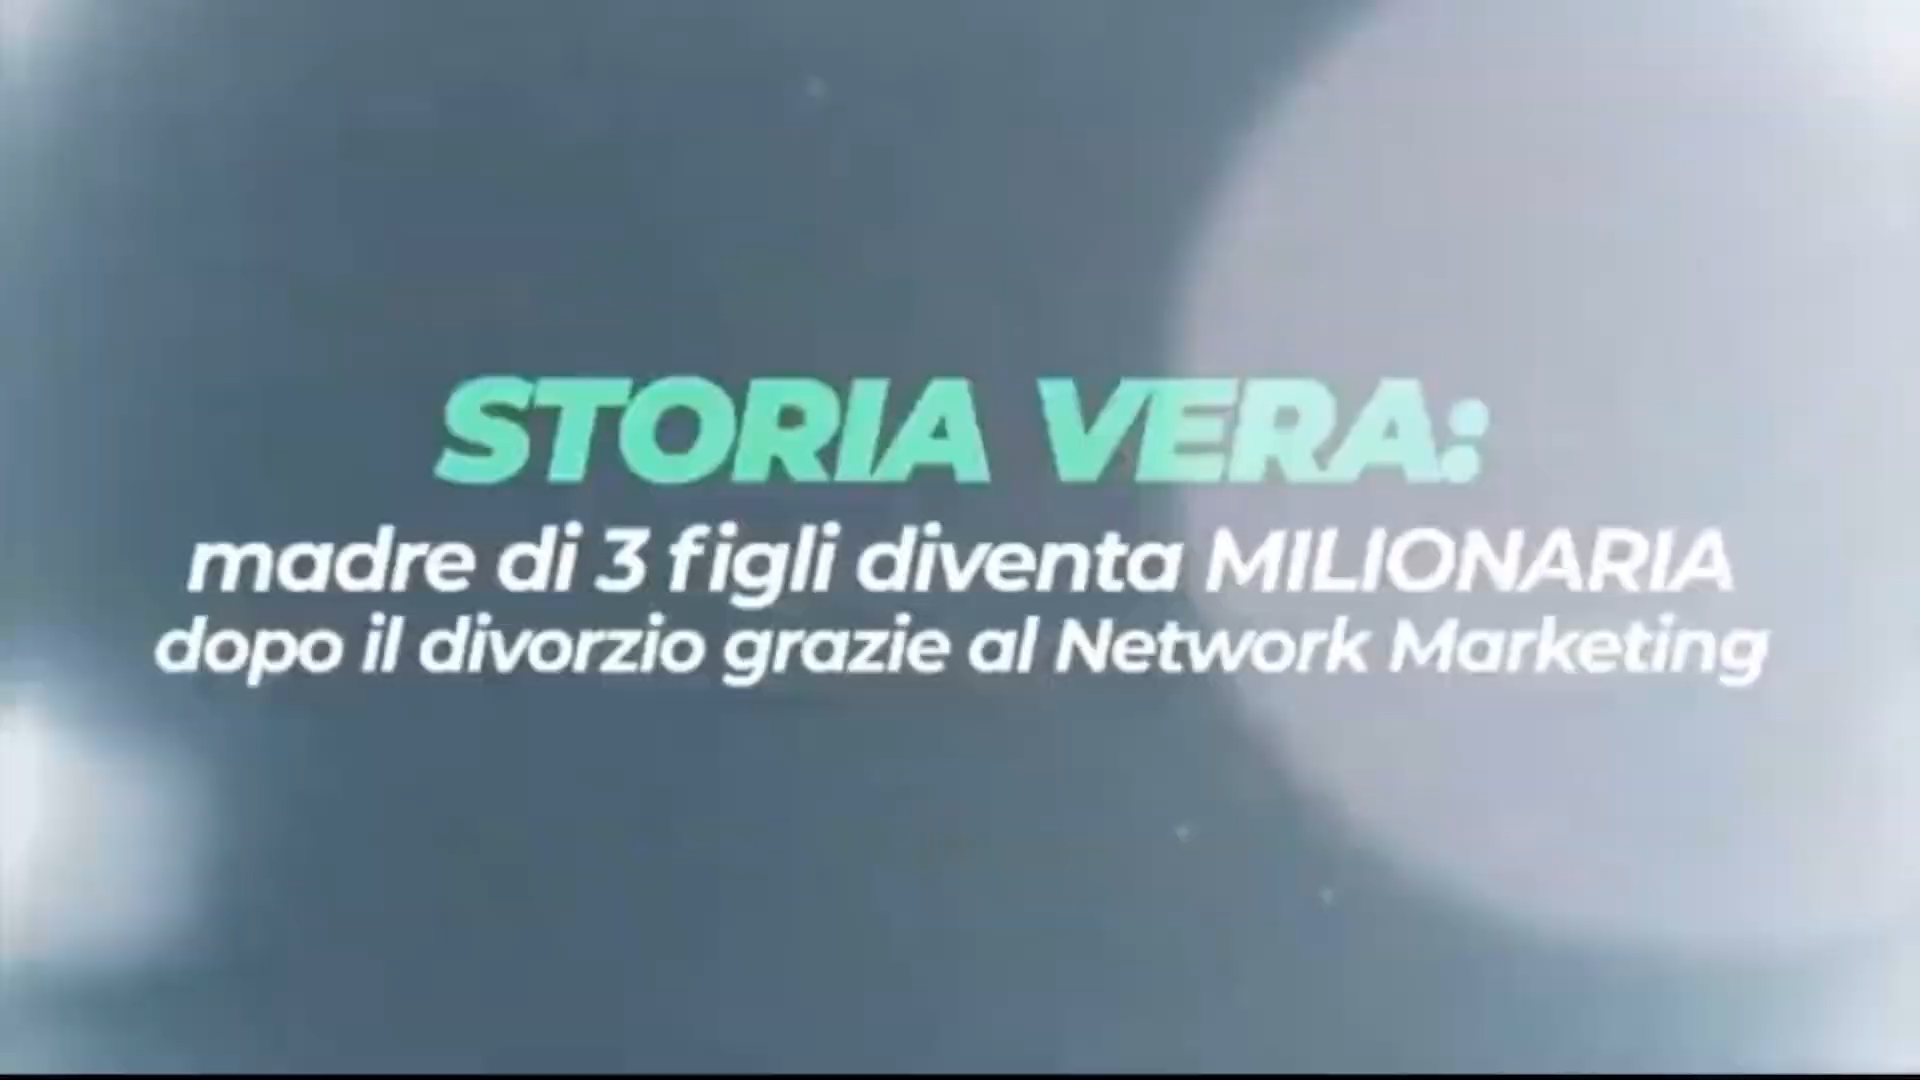 STORIA VERA:
madre di 3 figli diventa MILIONARIA
dopo il divorzio grazie al Network Marketing